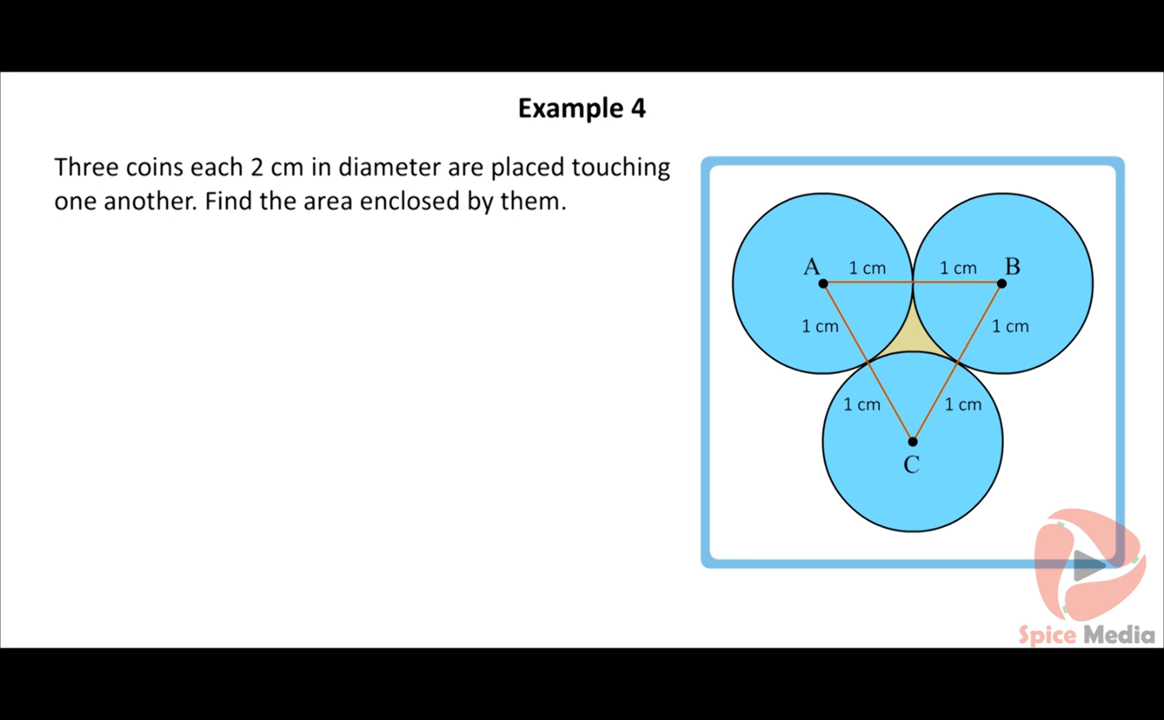 Example 4
Three coins each 2 cm in diameter are placed touching
one another. Find the area enclosed by them.
A 1 cm 1 cm B
1 cm 1 cm
1 cm 1 cm
C
Spice Media